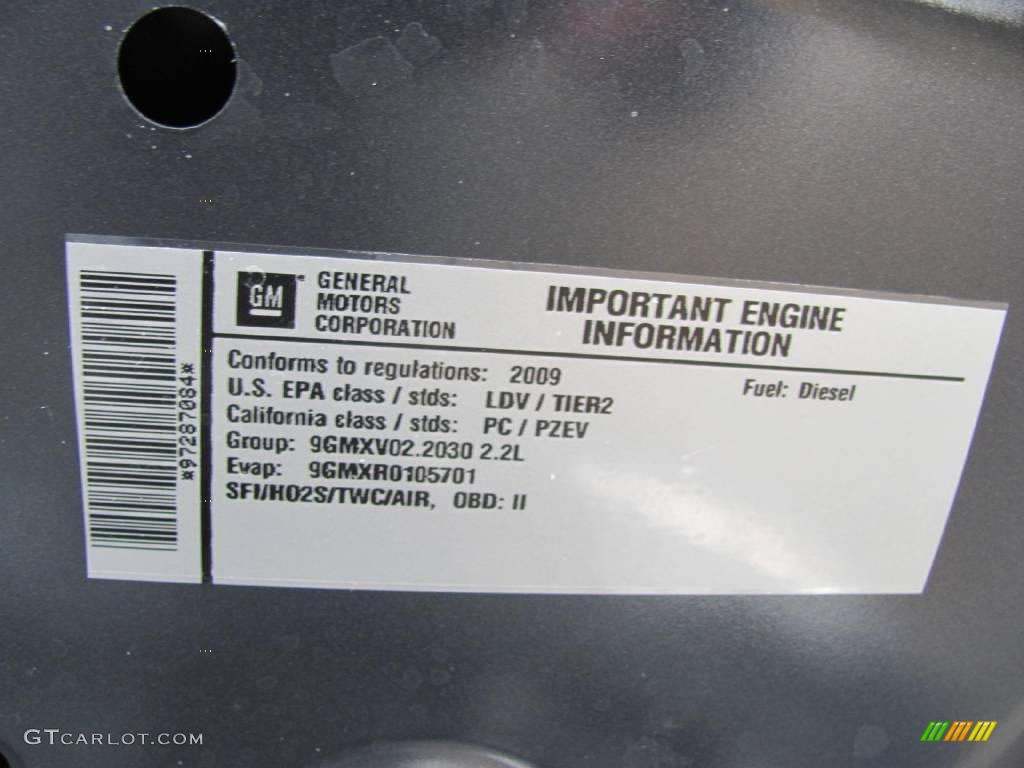 GM
GENERAL
MOTORS
CORPORATION
IMPORTANT ENGINE
INFORMATION
Conforms to regulations: 2009
Fuel: Diesel
U.S. EPA class / stds: LDV / TIER2
California class / stds: PC / PZEV
Group: 9GMXV02.2030 2.2L
Evap: 9GMXR0105701
SFI/HO2S/TWC/AIR, OBD: II
*97287084*
GTCARLOT.COM